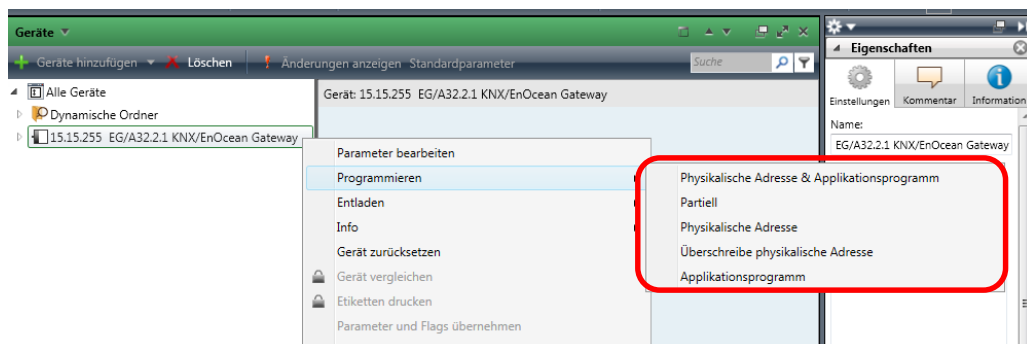 Geräte
Geräte hinzufügen Löschen Änderungen anzeigen Standardparameter Suche
Alle Geräte
Dynamische Ordner
15.15.255 EG/A32.2.1 KNX/EnOcean Gateway
Gerät: 15.15.255 EG/A32.2.1 KNX/EnOcean Gateway
Parameter bearbeiten
Programmieren
Entladen
Info
Gerät zurücksetzen
Gerät vergleichen
Etiketten drucken
Parameter und Flags übernehmen
Physikalische Adresse & Applikationsprogramm
Partiell
Physikalische Adresse
Überschreibe physikalische Adresse
Applikationsprogramm
Eigenschaften
Einstellungen Kommentar Information
Name:
EG/A32.2.1 KNX/EnOcean Gateway